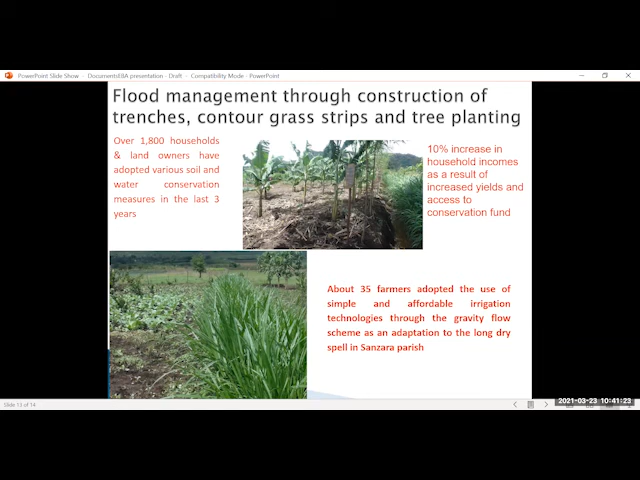 PowerPoint Slide Show - DocumentsEBA presentation - Draft - Compatibility Mode - PowerPoint
Flood management through construction of
trenches, contour grass strips and tree planting
Over 1,800 households
& land owners have
adopted various soil and
water conservation
measures in the last 3
years
10% increase in
household incomes
as a result of
increased yields and
access to
conservation fund
About 35 farmers adopted the use of
simple and affordable irrigation
technologies through the gravity flow
scheme as an adaptation to the long dry
spell in Sanzara parish
Slide 13 of 14
2021-03-23 10:41:23